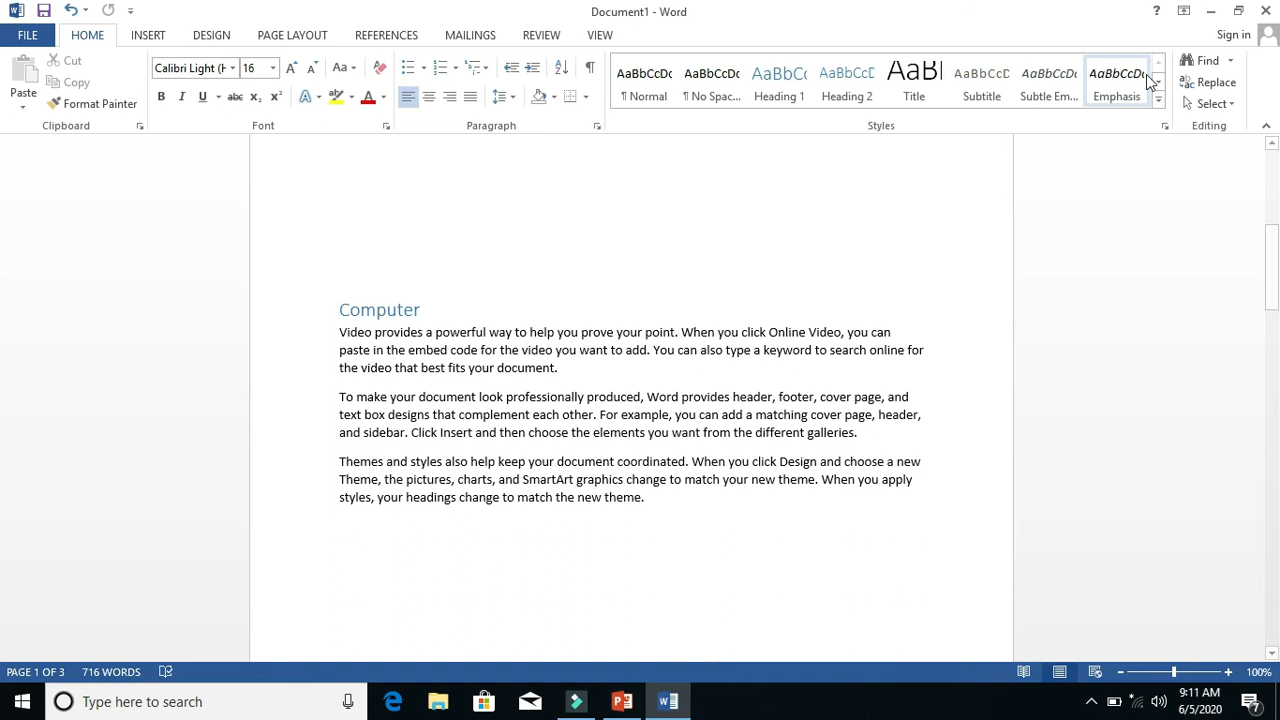 Document1 - Word
?
FILE
HOME
INSERT
DESIGN
PAGE LAYOUT
REFERENCES
MAILINGS
REVIEW
VIEW
Sign in
Paste
Cut
Copy
Format Painter
Clipboard
Calibri Light (H
16
Aa
B I U abc x₂ x² A A
Font
Paragraph
AaBbCcDc
¶ Normal
AaBbCcDc
¶ No Spac...
AaBbCc
Heading 1
AaBbCcD
Heading 2
AaBl
Title
AaBbCcD
Subtitle
AaBbCcDc
Subtle Em...
AaBbCcDc
Emphasis
Styles
Find
Replace
Select
Editing
Computer
Video provides a powerful way to help you prove your point. When you click Online Video, you can
paste in the embed code for the video you want to add. You can also type a keyword to search online for
the video that best fits your document.
To make your document look professionally produced, Word provides header, footer, cover page, and
text box designs that complement each other. For example, you can add a matching cover page, header,
and sidebar. Click Insert and then choose the elements you want from the different galleries.
Themes and styles also help keep your document coordinated. When you click Design and choose a new
Theme, the pictures, charts, and SmartArt graphics change to match your new theme. When you apply
styles, your headings change to match the new theme.
PAGE 1 OF 3
716 WORDS
100%
Type here to search
9:11 AM
6/5/2020
7